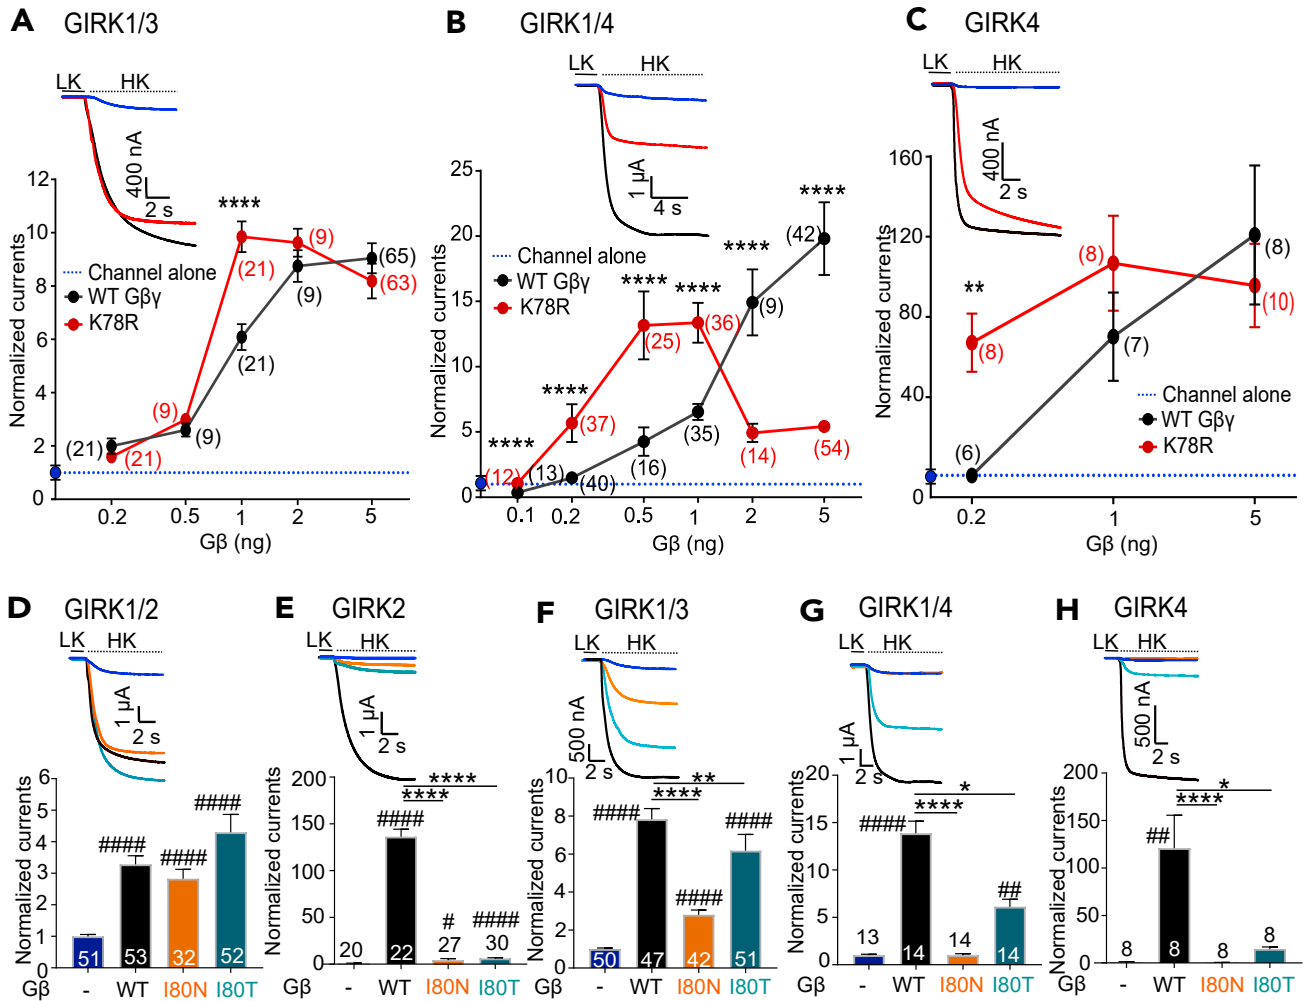 A GIRK1/3
LK HK
400 nA
2 s
****
(9)
(65)
(21)
(63)
(9)
(21)
(9)
(9)
(21)
(21)
Channel alone
WT Gβγ
K78R
Normalized currents
12
10
8
6
4
2
0
0.2 0.5 1 2 5
Gβ (ng)
B GIRK1/4
LK HK
1 µA
4 s
****
****
****
****
****
****
(42)
(9)
(36)
(25)
(37)
(35)
(16)
(12)
(13)
(40)
(14)
(54)
Channel alone
WT Gβγ
K78R
Normalized currents
25
20
15
10
5
0
0.1 0.2 0.5 1 2 5
Gβ (ng)
C GIRK4
LK HK
400 nA
2 s
**
(8)
(8)
(8)
(7)
(10)
(6)
Channel alone
WT Gβγ
K78R
Normalized currents
160
120
80
40
0
0.2 1 5
Gβ (ng)
D GIRK1/2
LK HK
1 µA
2 s
####
####
####
Normalized currents
6
5
4
3
2
1
0
51 53 32 52
Gβ - WT I80N I80T
E GIRK2
LK HK
1 µA
2 s
****
****
####
#
####
Normalized currents
200
150
100
50
0
20 22 27 30
- WT I80N I80T
F GIRK1/3
LK HK
500 nA
2 s
**
****
####
####
####
Normalized currents
10
8
6
4
2
0
50 47 42 51
Gβ - WT I80N I80T
G GIRK1/4
LK HK
1 µA
2 s
*
****
####
##
Normalized currents
20
15
10
5
0
13 14 14 14
- WT I80N I80T
H GIRK4
LK HK
500 nA
2 s
*
****
##
Normalized currents
200
150
100
50
0
8 8 8 8
Gβ - WT I80N I80T